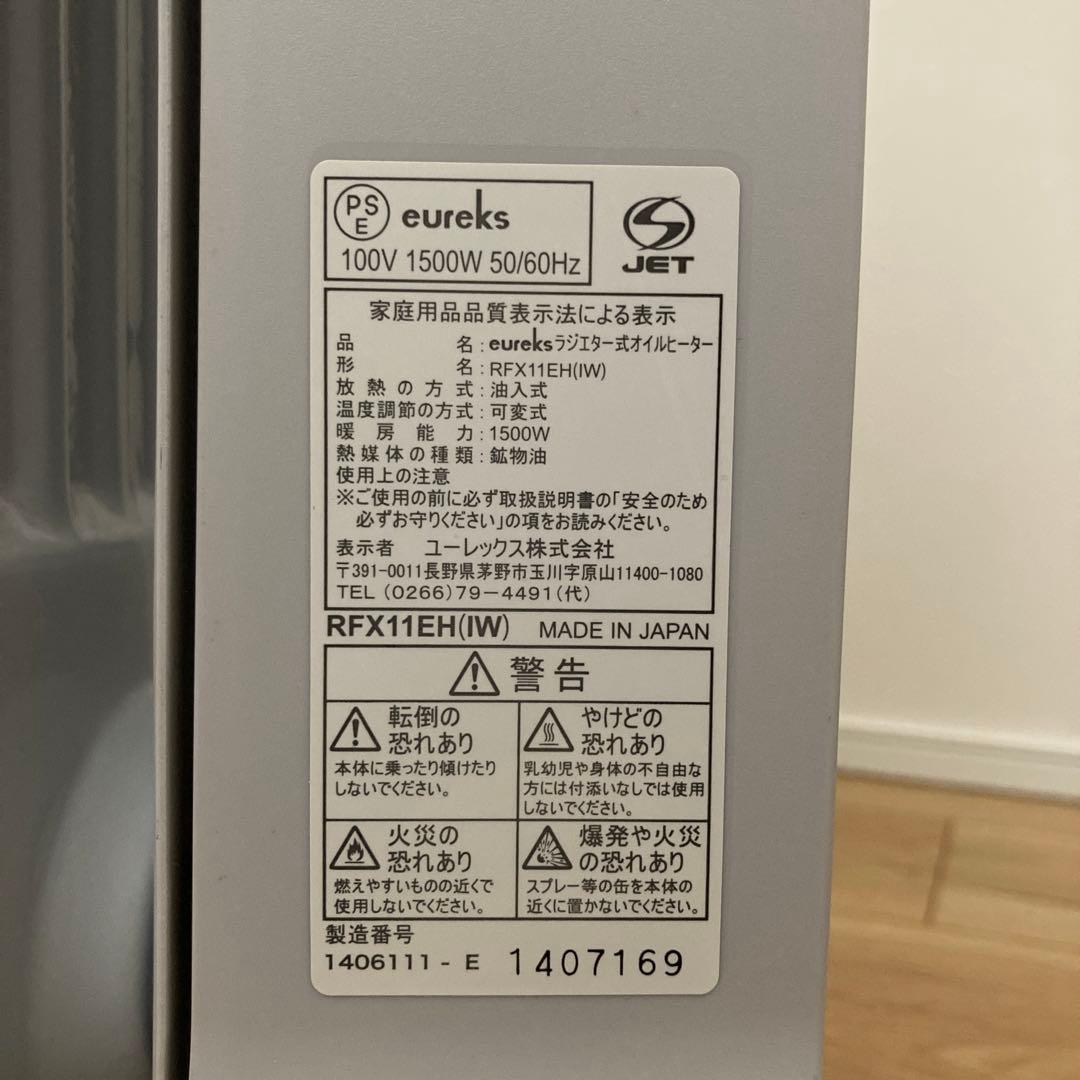 PSE eureks
100V 1500W 50/60Hz
JET
家庭用品品質表示法による表示
品名:eureksラジエター式オイルヒーター
形名:RFX11EH(IW)
放熱の方式:油入式
温度調節の方式:可変式
暖房能力:1500W
熱媒体の種類:鉱物油
使用上の注意
※ご使用の前に必ず取扱説明書の「安全のため
必ずお守りください」の項をお読みください。
表示者 ユーレックス株式会社
〒391-0011長野県茅野市玉川字原山11400-1080
TEL (0266)79-4491(代)
RFX11EH(IW) MADE IN JAPAN
警告
転倒の
恐れあり
本体に乗ったり傾けたり
しないでください。
やけどの
恐れあり
乳幼児や身体の不自由な
方には付添いなしでは使用
しないでください。
火災の
恐れあり
燃えやすいものの近くで
使用しないでください。
爆発や火災
の恐れあり
スプレー等の缶を本体の
近くに置かないでください。
製造番号
1406111 - E 1407169